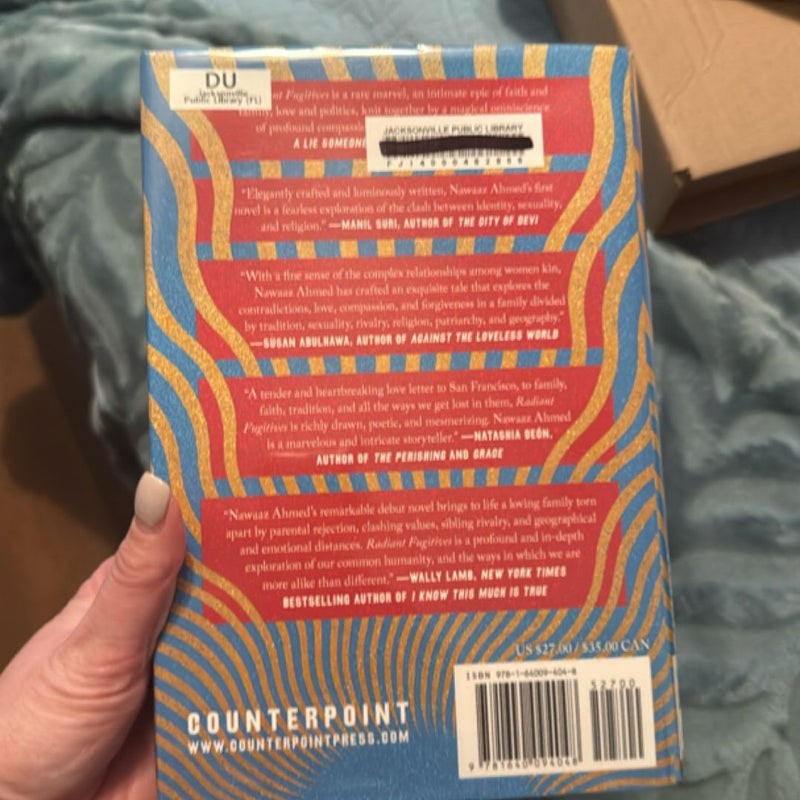 DU
Jacksonville
Public Library (FL)
nt Fugitives is a rare marvel, an intimate epic of faith and
family, love and politics, knit together by a magical omniscience
of profound compass
A LIE SOMEON
JACKSONVILLE PUBLIC LIBRARY
"Elegantly crafted and luminously written, Nawaaz Ahmed's first
novel is a fearless exploration of the clash between identity, sexuality,
and religion." —MANIL SURI, AUTHOR OF THE CITY OF DEVI
"With a fine sense of the complex relationships among women kin,
Nawaaz Ahmed has crafted an exquisite tale that explores the
contradictions, love, compassion, and forgiveness in a family divided
by tradition, sexuality, rivalry, religion, patriarchy, and geography."
—SUSAN ABULHAWA, AUTHOR OF AGAINST THE LOVELESS WORLD
"A tender and heartbreaking love letter to San Francisco, to family,
faith, tradition, and all the ways we get lost in them, Radiant
Fugitives is richly drawn, poetic, and mesmerizing. Nawaaz Ahmed
is a marvelous and intricate storyteller." —NATASHIA DEÓN,
AUTHOR OF THE PERISHING AND GRACE
"Nawaaz Ahmed's remarkable debut novel brings to life a loving family torn
apart by parental rejection, clashing values, sibling rivalry, and geographical
and emotional distances. Radiant Fugitives is a profound and in-depth
exploration of our common humanity, and the ways in which we are
more alike than different." —WALLY LAMB, NEW YORK TIMES
BESTSELLING AUTHOR OF I KNOW THIS MUCH IS TRUE
US $27.00 / $35.00 CAN
ISBN 978-1-64009-404-8
52700
9 781640 094048
COUNTERPOINT
WWW.COUNTERPOINTPRESS.COM